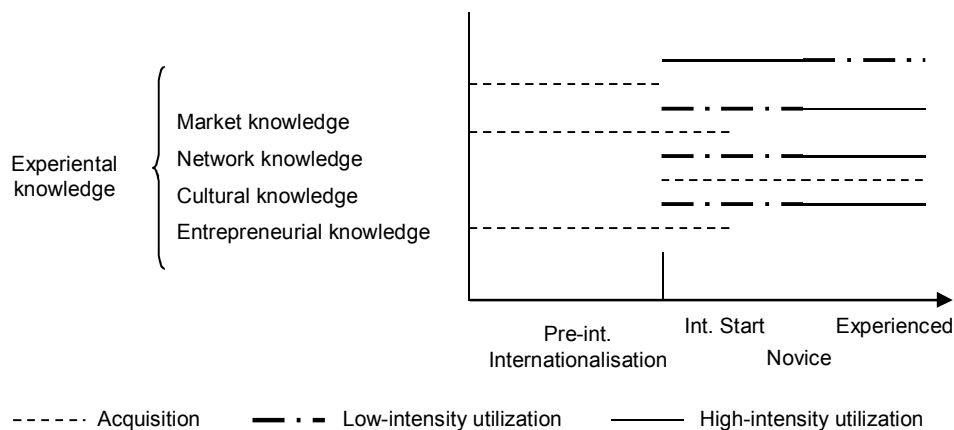 Experiental
knowledge
Market knowledge
Network knowledge
Cultural knowledge
Entrepreneurial knowledge
Pre-int.
Internationalisation
Int. Start
Experienced
Novice
Acquisition
Low-intensity utilization
High-intensity utilization